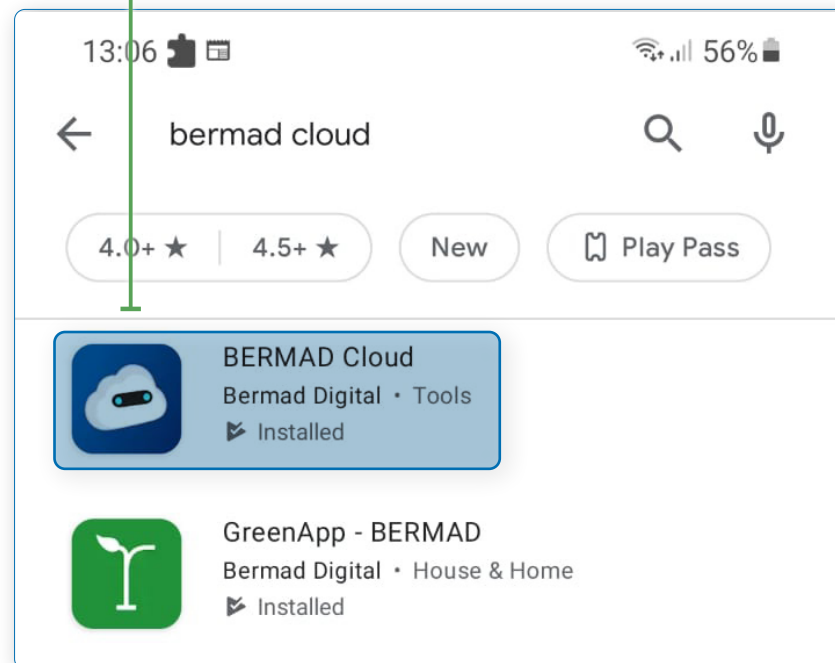 13:06 56%
bermad cloud
4.0+ ★ 4.5+ ★ New Play Pass
BERMAD Cloud
Bermad Digital • Tools
Installed
GreenApp - BERMAD
Bermad Digital • House & Home
Installed